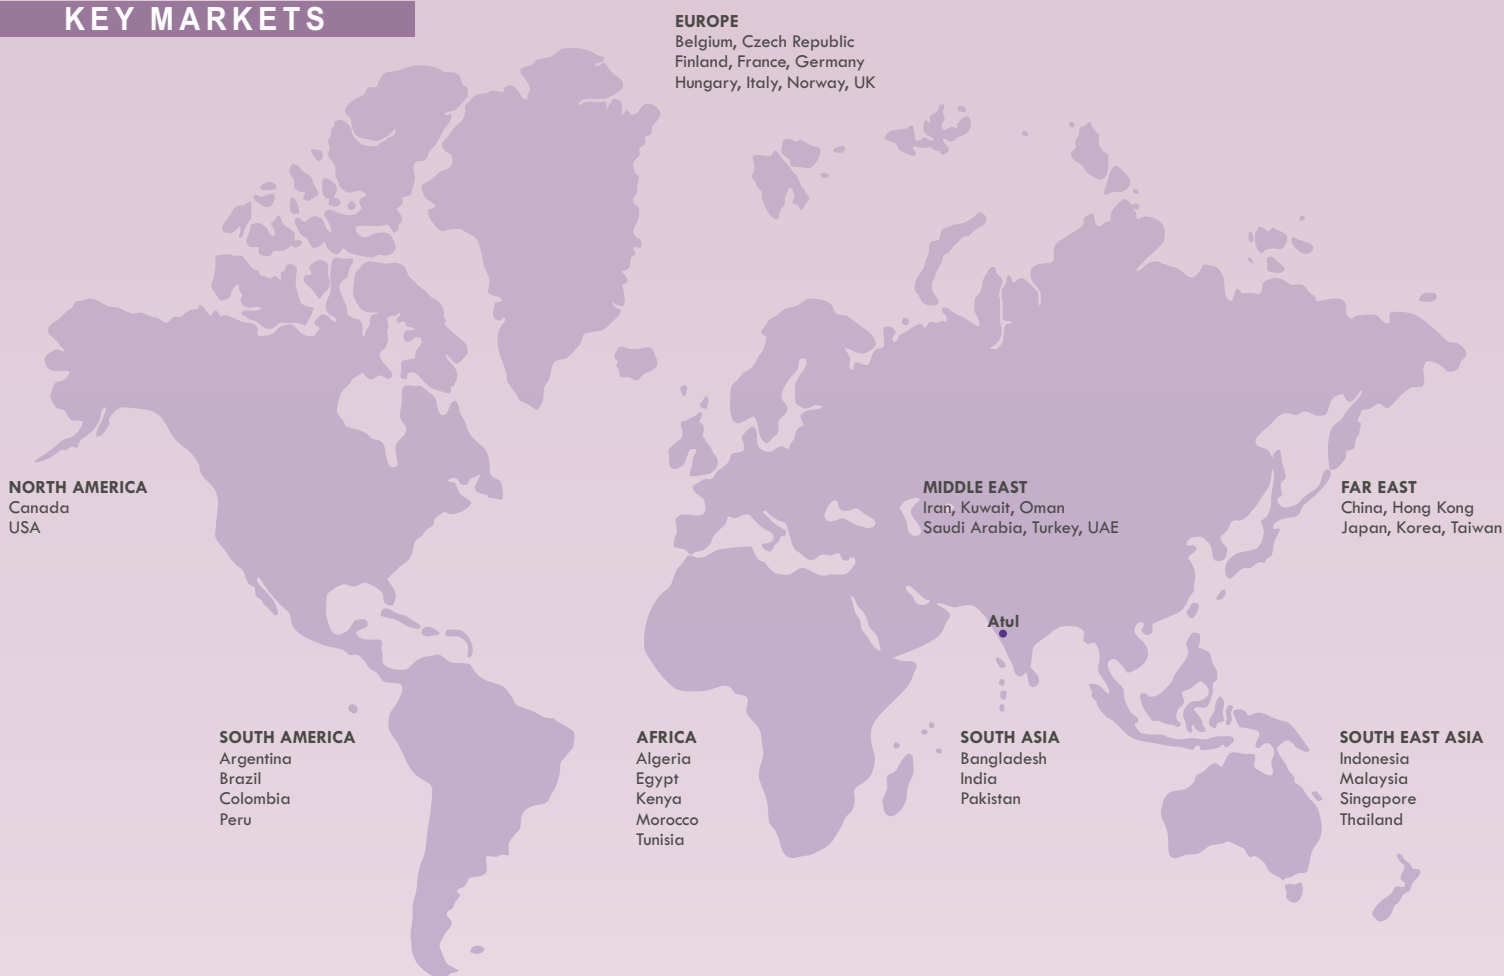 KEY MARKETS
EUROPE
Belgium, Czech Republic
Finland, France, Germany
Hungary, Italy, Norway, UK
NORTH AMERICA
Canada
USA
MIDDLE EAST
Iran, Kuwait, Oman
Saudi Arabia, Turkey, UAE
FAR EAST
China, Hong Kong
Japan, Korea, Taiwan
Atul
SOUTH AMERICA
Argentina
Brazil
Colombia
Peru
AFRICA
Algeria
Egypt
Kenya
Morocco
Tunisia
SOUTH ASIA
Bangladesh
India
Pakistan
SOUTH EAST ASIA
Indonesia
Malaysia
Singapore
Thailand